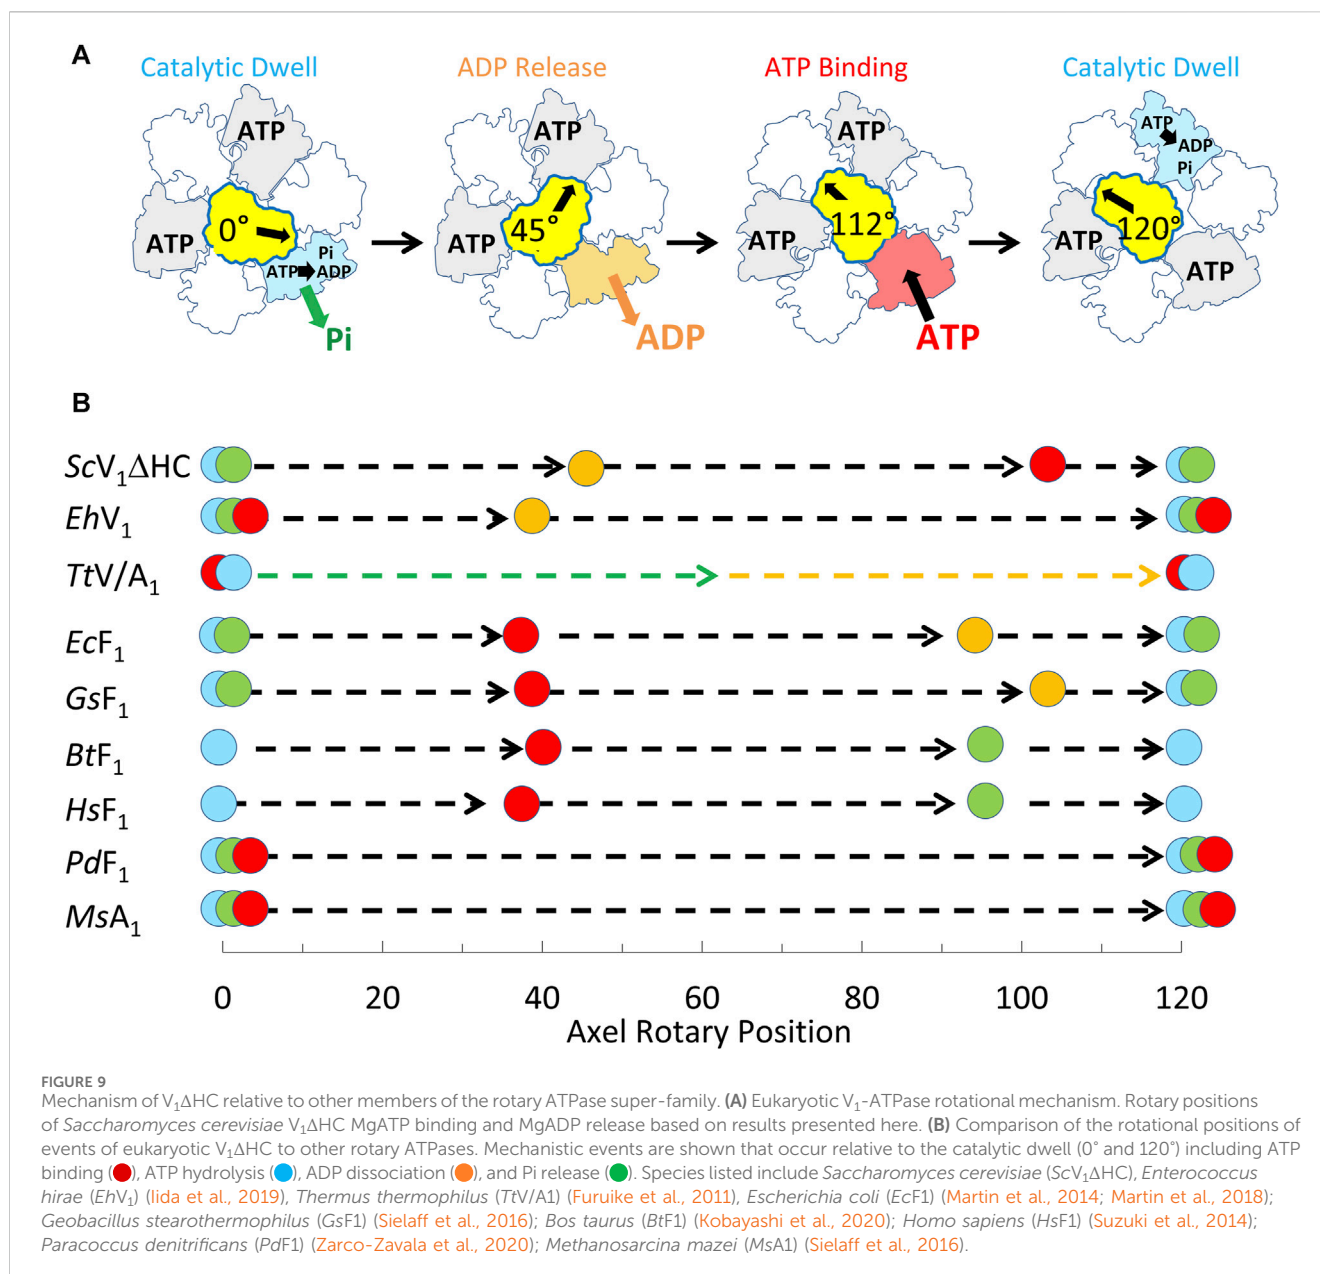 A
Catalytic Dwell ADP Release ATP Binding Catalytic Dwell
ATP ATP ATP ATP ADP Pi
ATP 0° ATP 45° 112° ATP 120°
ATP ADP Pi ATP
Pi ADP ATP
B
ScV₁ΔHC
EhV₁
TtV/A₁
EcF₁
GsF₁
BtF₁
HsF₁
PdF₁
MsA₁
0 20 40 60 80 100 120
Axel Rotary Position
FIGURE 9
Mechanism of V₁ΔHC relative to other members of the rotary ATPase super-family. (A) Eukaryotic V₁-ATPase rotational mechanism. Rotary positions
of Saccharomyces cerevisiae V₁ΔHC MgATP binding and MgADP release based on results presented here. (B) Comparison of the rotational positions of
events of eukaryotic V₁ΔHC to other rotary ATPases. Mechanistic events are shown that occur relative to the catalytic dwell (0° and 120°) including ATP
binding (●), ATP hydrolysis (●), ADP dissociation (●), and Pi release (●). Species listed include Saccharomyces cerevisiae (ScV₁ΔHC), Enterococcus
hirae (EhV₁) (Iida et al., 2019), Thermus thermophilus (TtV/A1) (Furuike et al., 2011), Escherichia coli (EcF1) (Martin et al., 2014; Martin et al., 2018);
Geobacillus stearothermophilus (GsF1) (Sielaff et al., 2016); Bos taurus (BtF1) (Kobayashi et al., 2020); Homo sapiens (HsF1) (Suzuki et al., 2014);
Paracoccus denitrificans (PdF1) (Zarco-Zavala et al., 2020); Methanosarcina mazei (MsA1) (Sielaff et al., 2016).